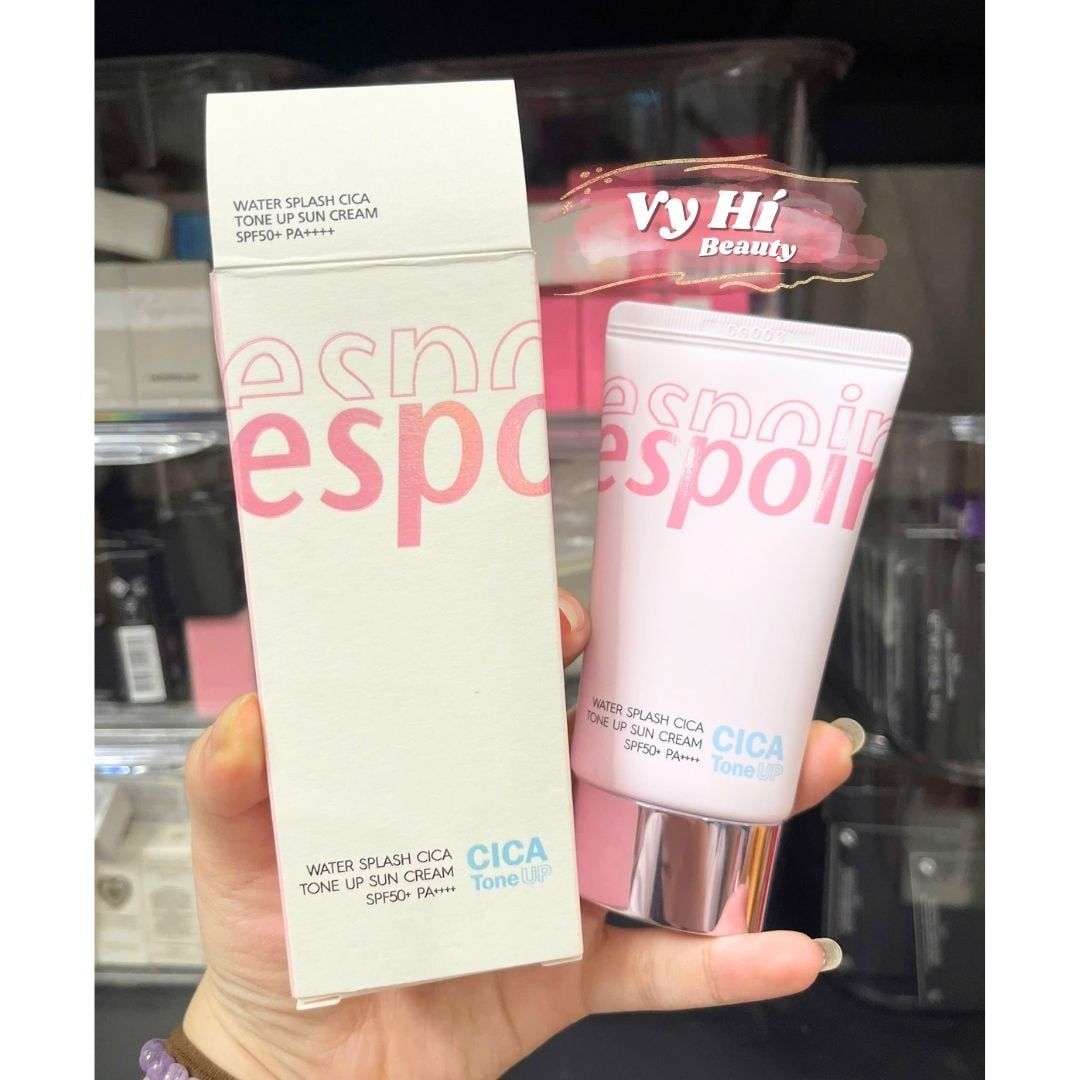 Vy Hí
Beauty
WATER SPLASH CICA
TONE UP SUN CREAM
SPF50+ PA++++
espoi
espo
WATER SPLASH CICA
TONE UP SUN CREAM
SPF50+ PA++++
CICA
Tone UP
espoir
espoir
WATER SPLASH CICA
TONE UP SUN CREAM
SPF50+ PA++++
CICA
Tone UP